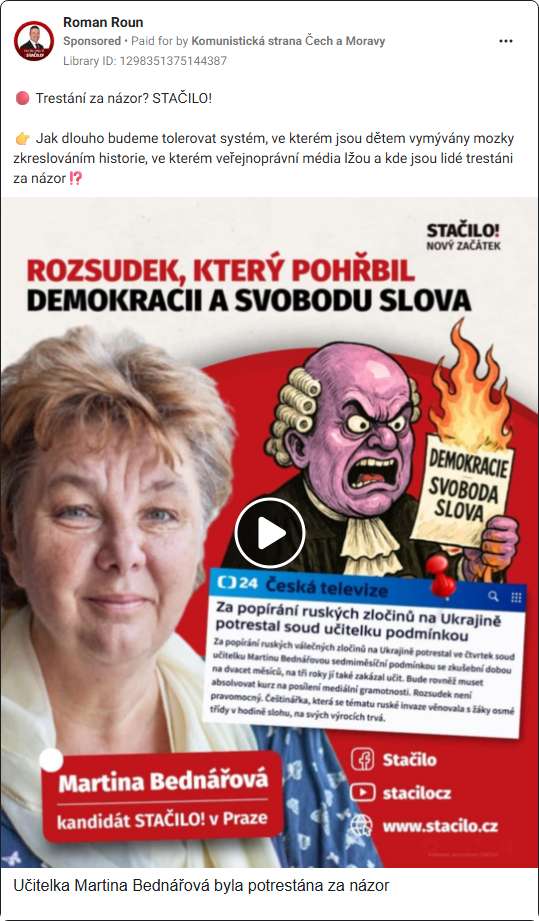 Roman Roun
Sponsored • Paid for by Komunistická strana Čech a Moravy
Library ID: 1298351375144387
Trestání za názor? STAČILO!
👉 Jak dlouho budeme tolerovat systém, ve kterém jsou dětem vymývány mozky
zkreslováním historie, ve kterém veřejnoprávní média lžou a kde jsou lidé trestáni
za názor ⁉️
STAČILO!
NOVÝ ZAČÁTEK
ROZSUDEK, KTERÝ POHŘBIL
DEMOKRACII A SVOBODU SLOVA
DEMOKRACIE
SVOBODA
SLOVA
24 Česká televize
Za popírání ruských zločinů na Ukrajině
potrestal soud učitelku podmínkou
Za popírání ruských válečných zločinů na Ukrajině potrestal ve čtvrtek soud
učitelku Martinu Bednářovou sedmiměsíční podmínkou se zkušební dobou
na dvacet měsíců, na tři roky jí také zakázal učit. Bude rovněž muset
absolvovat kurz na posílení mediální gramotnosti. Rozsudek není
pravomocný. Češtinářka, která se tématu ruské invaze věnovala s žáky osmé
třídy v hodině slohu, na svých výrocích trvá.
Martina Bednářová
kandidát STAČILO! v Praze
Stačilo
stacilocz
www.stacilo.cz
Učitelka Martina Bednářová byla potrestána za názor